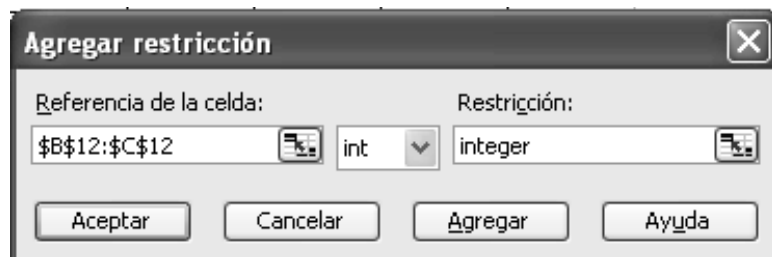 Agregar restricción
Referencia de la celda: Restricción:
$B$12:$C$12 int integer
Aceptar Cancelar Agregar Ayuda